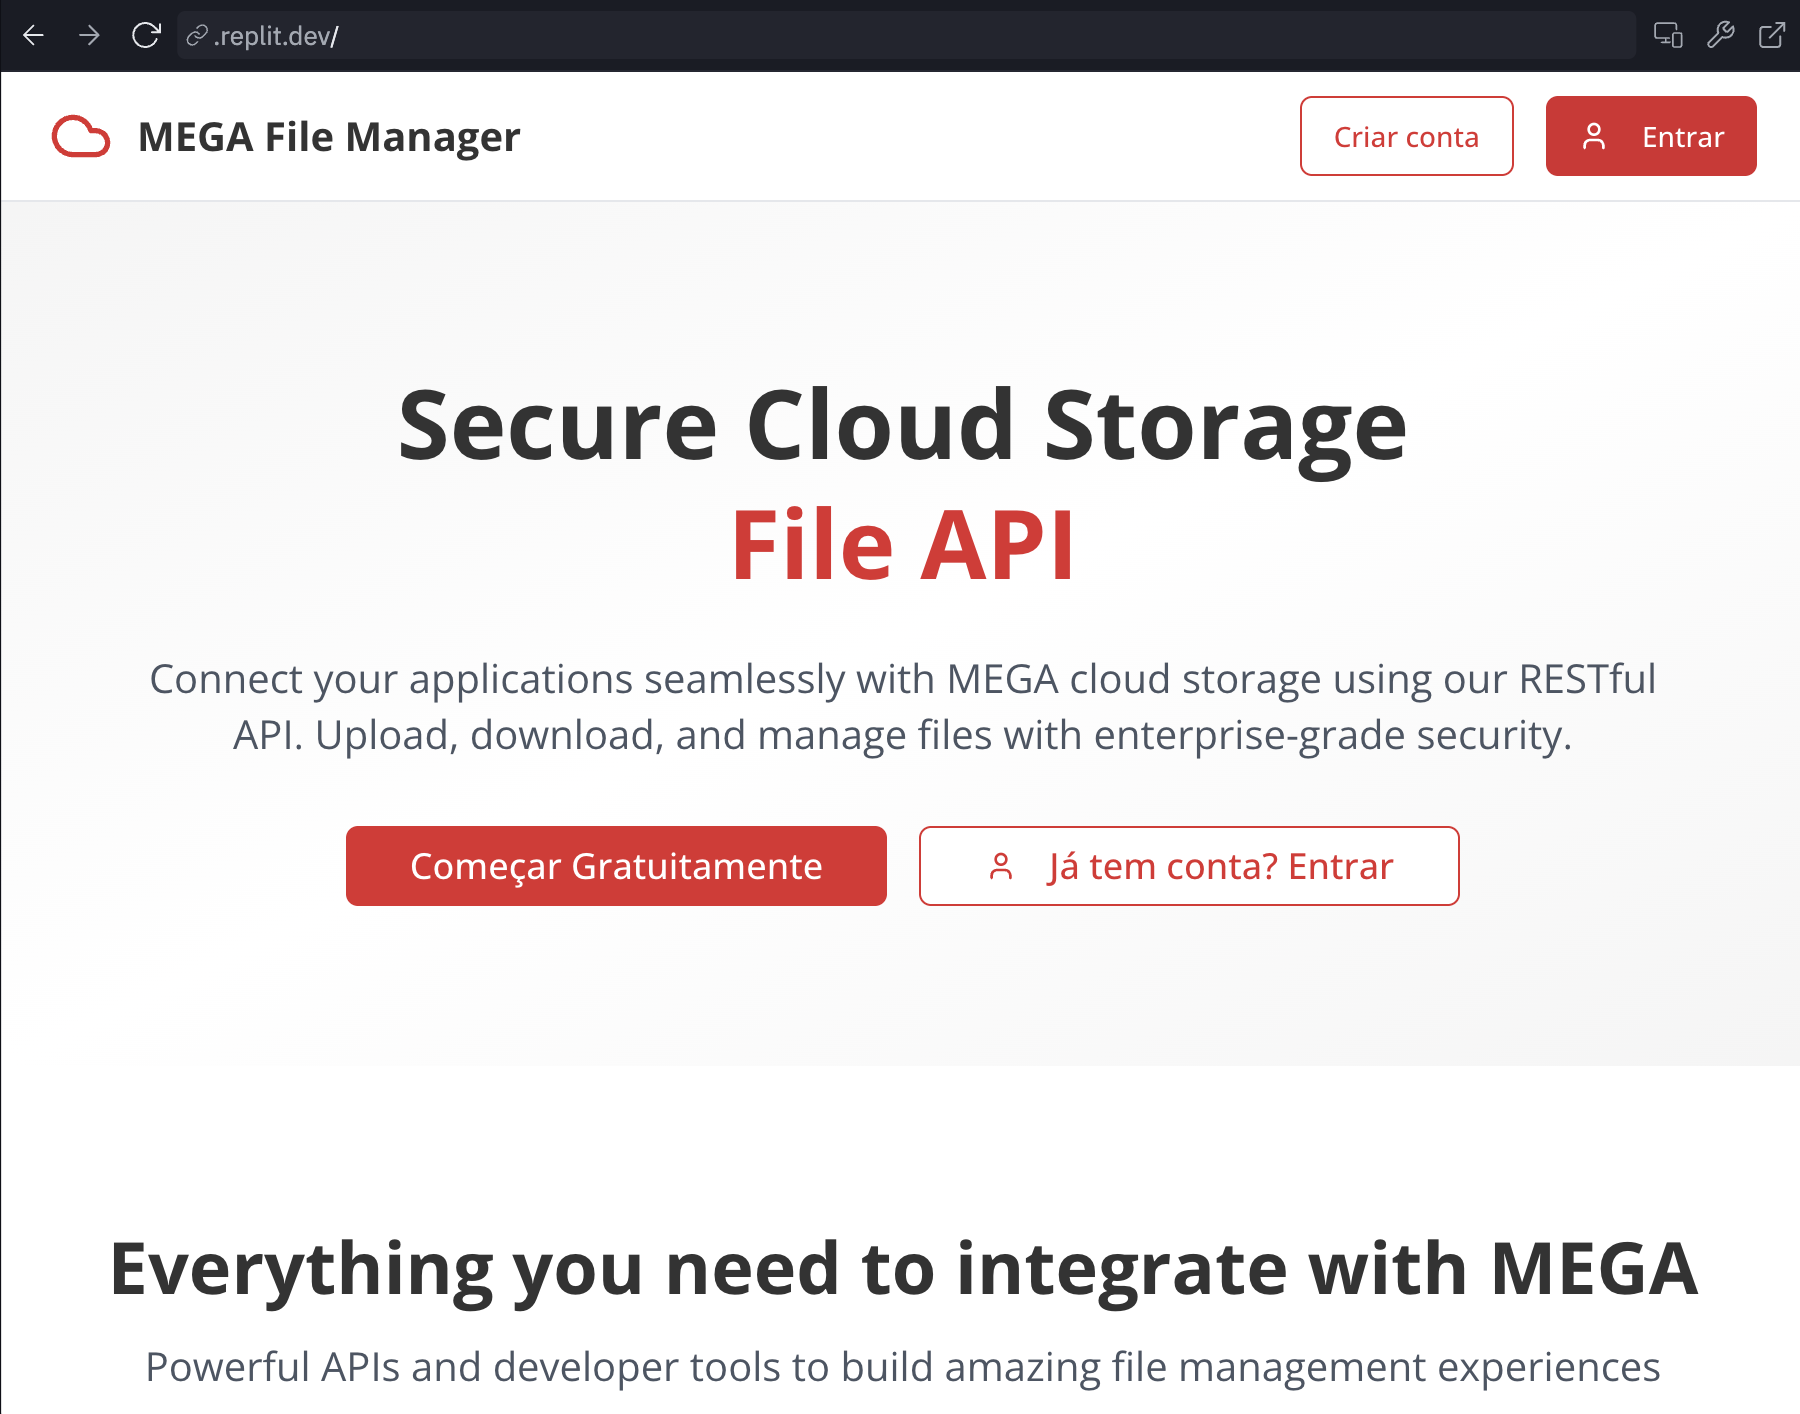 .replit.dev/
MEGA File Manager
Criar conta
Entrar
Secure Cloud Storage
File API
Connect your applications seamlessly with MEGA cloud storage using our RESTful
API. Upload, download, and manage files with enterprise-grade security.
Começar Gratuitamente
Já tem conta? Entrar
Everything you need to integrate with MEGA
Powerful APIs and developer tools to build amazing file management experiences